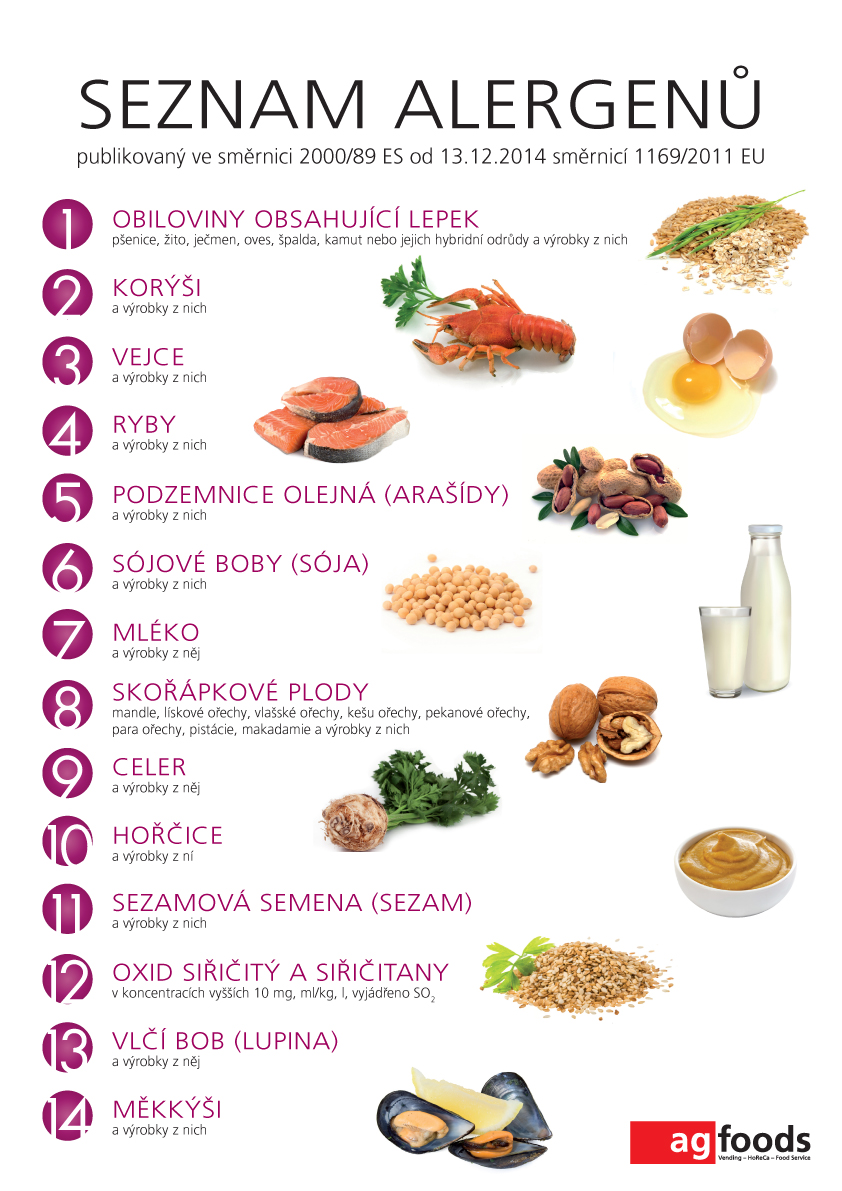 SEZNAM ALERGENŮ
publikovaný ve směrnici 2000/89 ES od 13.12.2014 směrnicí 1169/2011 EU
1 OBILOVINY OBSAHUJÍCÍ LEPEK
pšenice, žito, ječmen, oves, špalda, kamut nebo jejich hybridní odrůdy a výrobky z nich
2 KORÝŠI
a výrobky z nich
3 VEJCE
a výrobky z nich
4 RYBY
a výrobky z nich
5 PODZEMNICE OLEJNÁ (ARAŠÍDY)
a výrobky z nich
6 SÓJOVÉ BOBY (SÓJA)
a výrobky z nich
7 MLÉKO
a výrobky z něj
8 SKOŘÁPKOVÉ PLODY
mandle, lískové ořechy, vlašské ořechy, kešu ořechy, pekanové ořechy,
para ořechy, pistácie, makadamie a výrobky z nich
9 CELER
a výrobky z něj
10 HOŘČICE
a výrobky z ní
11 SEZAMOVÁ SEMENA (SEZAM)
a výrobky z nich
12 OXID SIŘIČITÝ A SIŘIČITANY
v koncentracích vyšších 10 mg, ml/kg, l, vyjádřeno SO₂
13 VLČÍ BOB (LUPINA)
a výrobky z něj
14 MĚKKÝŠI
a výrobky z nich
agfoods
Vending – HoReCa – Food Service